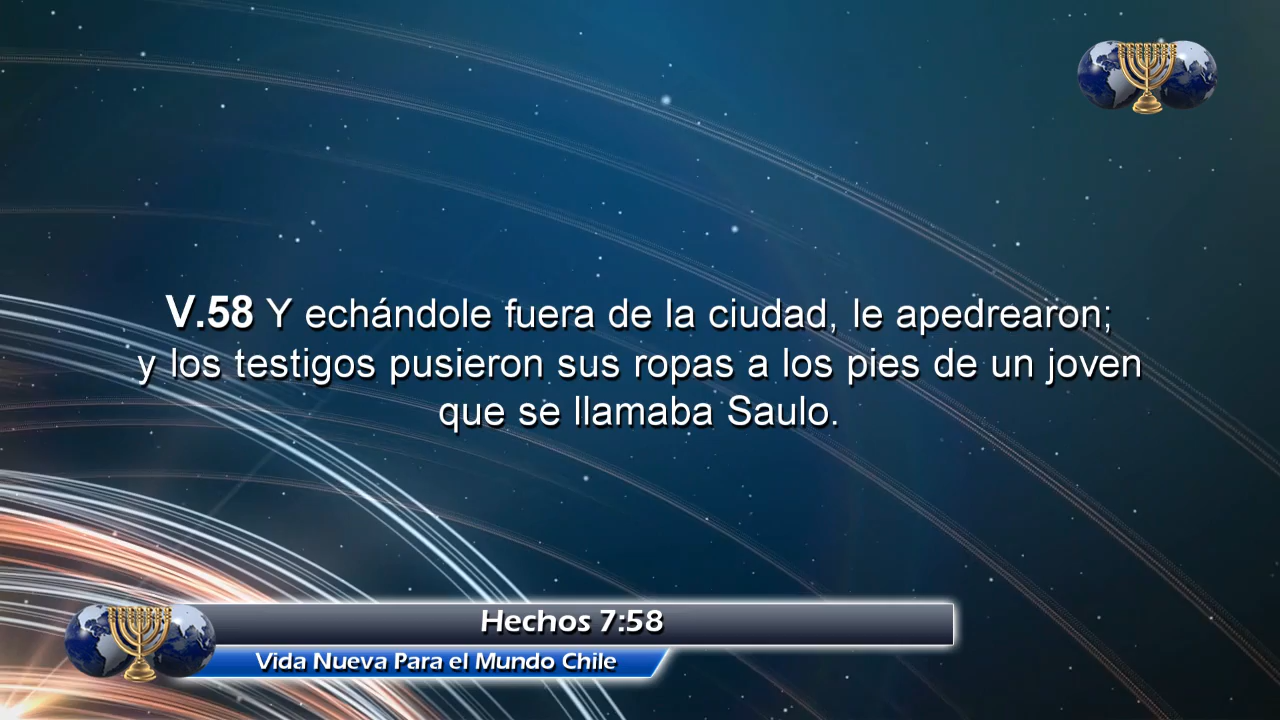 V.58 Y echándole fuera de la ciudad, le apedrearon;
y los testigos pusieron sus ropas a los pies de un joven
que se llamaba Saulo.
Hechos 7:58
Vida Nueva Para el Mundo Chile